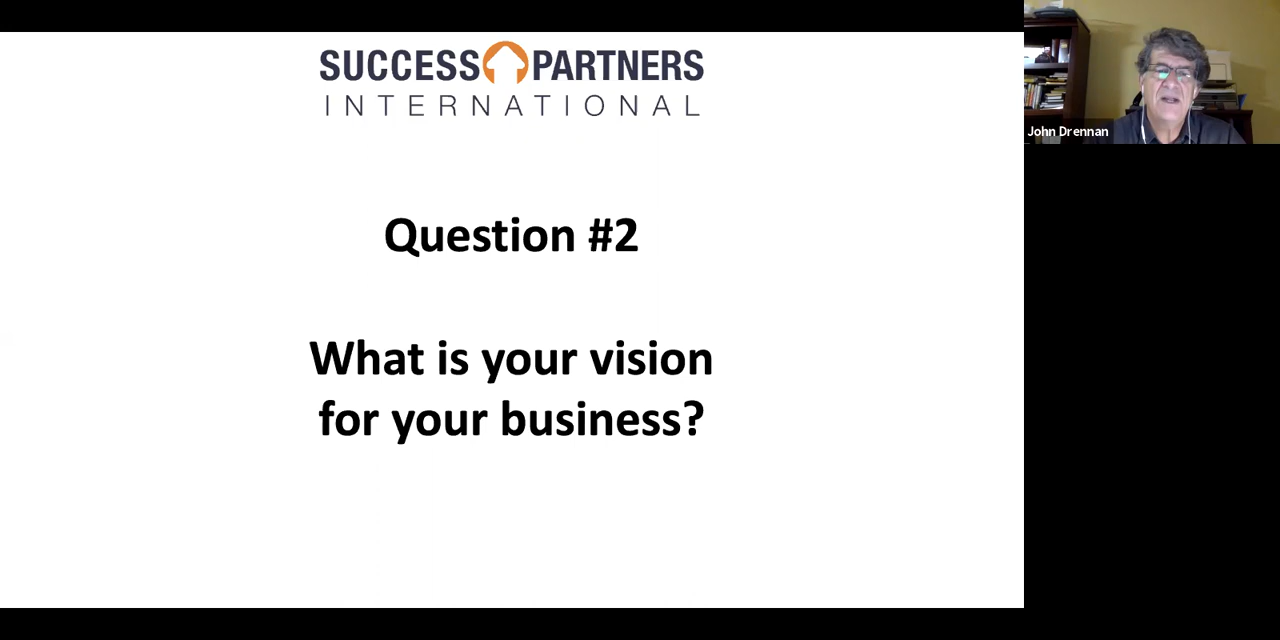 SUCCESS PARTNERS
INTERNATIONAL
John Drennan
Question #2
What is your vision
for your business?